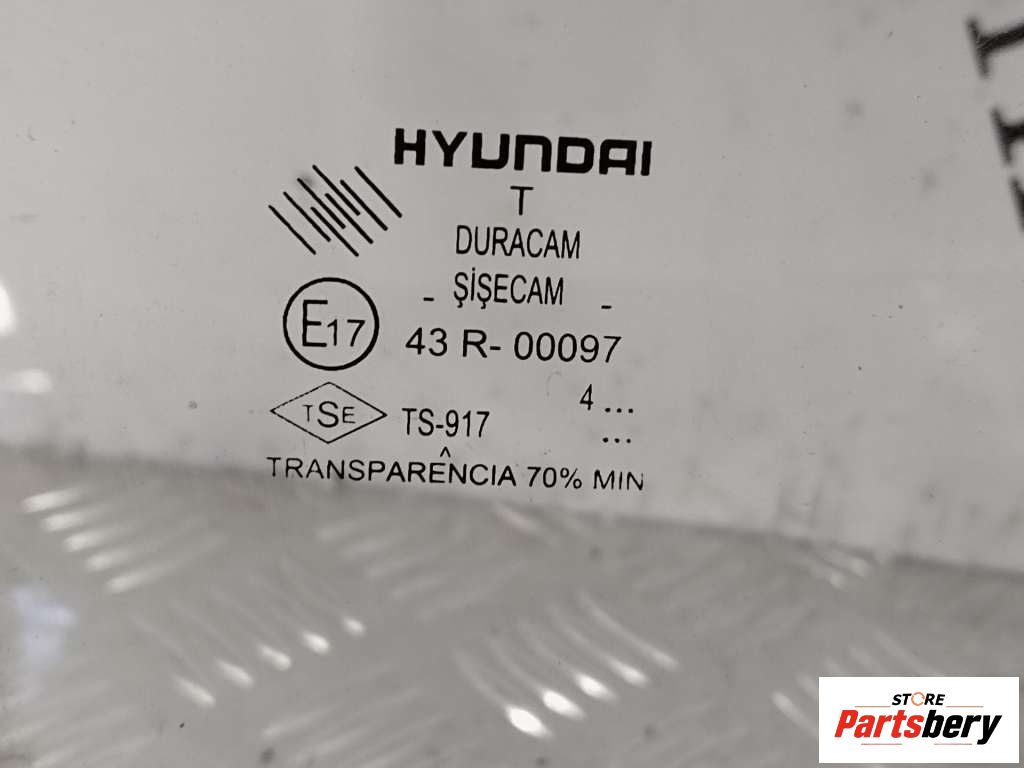 HYUNDAI
T
DURACAM
- ŞİŞECAM -
E17 43 R- 00097
4 ...
...
TSE TS-917
TRANSPARÊNCIA 70% MIN
STORE
Partsbery